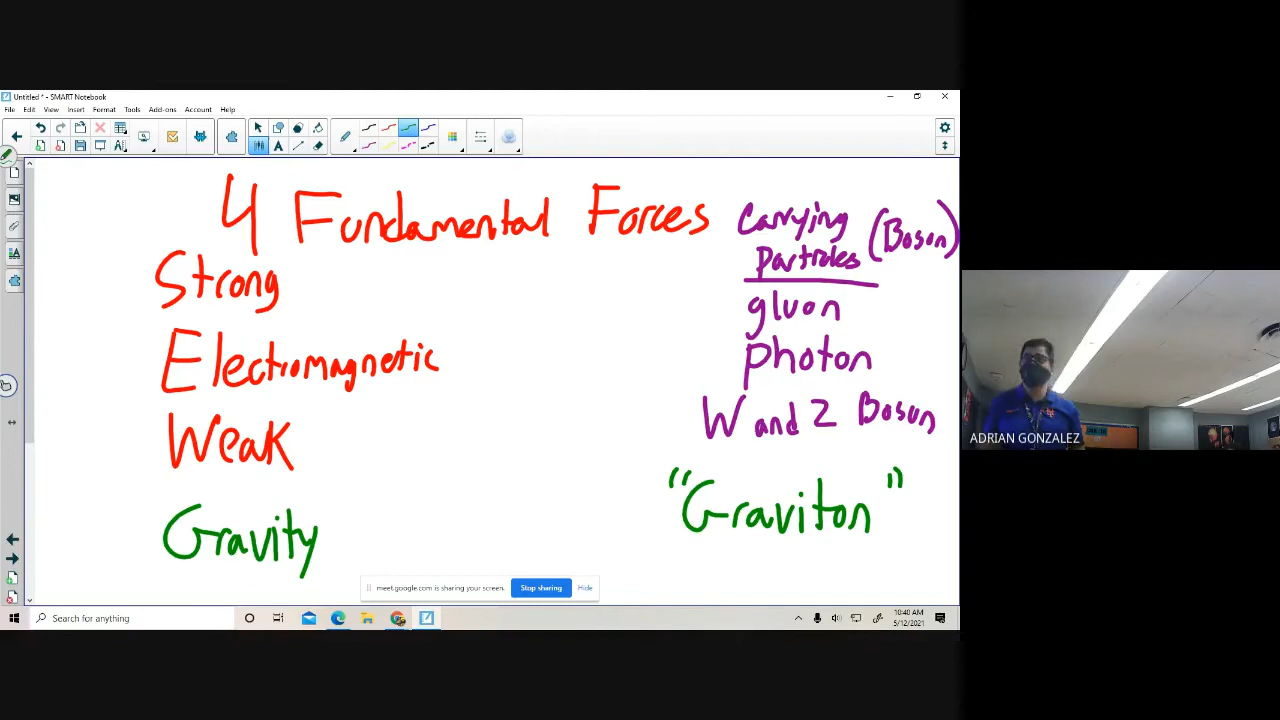 Untitled * - SMART Notebook
File Edit View Insert Format Tools Add-ons Account Help
4 Fundamental Forces
Carrying
Particles (Boson)
Strong
gluon
Electromagnetic
photon
Weak
W and Z Boson
Gravity
"Graviton"
ADRIAN GONZALEZ
meet.google.com is sharing your screen. Stop sharing Hide
Search for anything
10:40 AM
5/12/2021